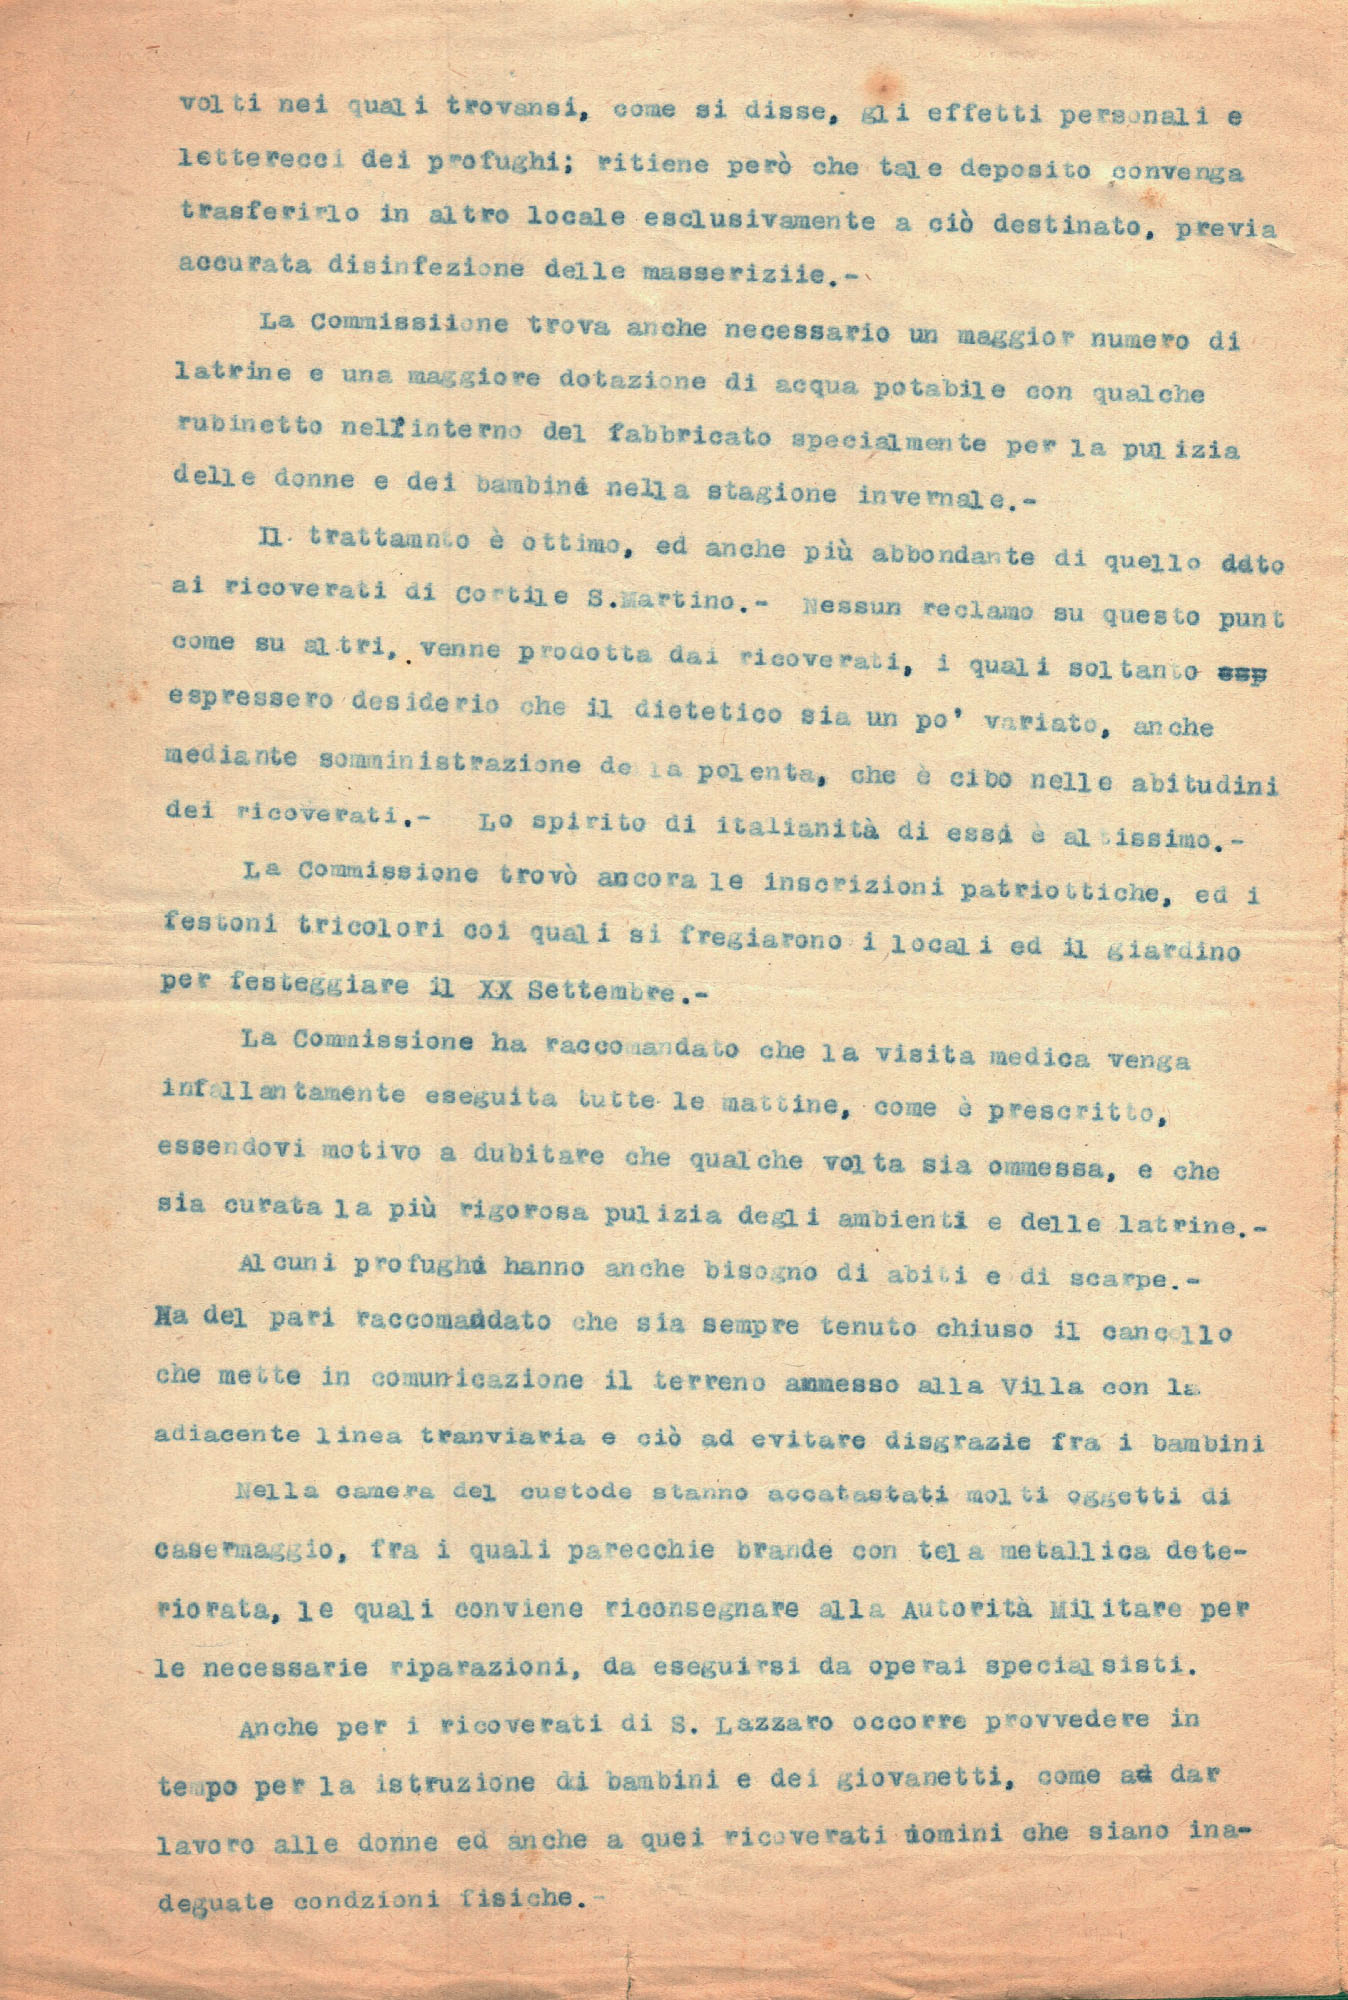 volti nei quali trovansi, come si disse, gli effetti personali e
letterecci dei profughi; ritiene però che tale deposito convenga
trasferirlo in altro locale esclusivamente a ciò destinato, previa
accurata disinfezione delle masseriziie.-
La Commissiione trova anche necessario un maggior numero di
latrine e una maggiore dotazione di acqua potabile con qualche
rubinetto nell'interno del fabbricato specialmente per la pulizia
delle donne e dei bambini nella stagione invernale.-
Il trattamnto è ottimo, ed anche più abbondante di quello dato
ai ricoverati di Cortile S.Martino.- Nessun reclamo su questo punt
come su altri, venne prodotta dai ricoverati, i quali soltanto esp
espressero desiderio che il dietetico sia un po' variato, anche
mediante somministrazione della polenta, che è cibo nelle abitudini
dei ricoverati.- Lo spirito di italianità di essi è altissimo.-
La Commissione trovò ancora le inscrizioni patriottiche, ed i
festoni tricolori coi quali si fregiarono i locali ed il giardino
per festeggiare il XX Settembre.-
La Commissione ha raccomandato che la visita medica venga
infallantamente eseguita tutte le mattine, come è prescritto,
essendovi motivo a dubitare che qualche volta sia ommessa, e che
sia curata la più rigorosa pulizia degli ambienti e delle latrine.-
Alcuni profughi hanno anche bisogno di abiti e di scarpe.-
Ha del pari raccomandato che sia sempre tenuto chiuso il cancello
che mette in comunicazione il terreno ammesso alla Villa con la
adiacente linea tranviaria e ciò ad evitare disgrazie fra i bambini
Nella camera del custode stanno accatastati molti oggetti di
casermaggio, fra i quali parecchie brande con tela metallica dete-
riorata, le quali conviene riconsegnare alla Autorità Militare per
le necessarie riparazioni, da eseguirsi da operai specialsisti.
Anche per i ricoverati di S. Lazzaro occorre provvedere in
tempo per la istruzione di bambini e dei giovanetti, come ad dar
lavoro alle donne ed anche a quei ricoverati uomini che siano ina-
deguate condzioni fisiche.-